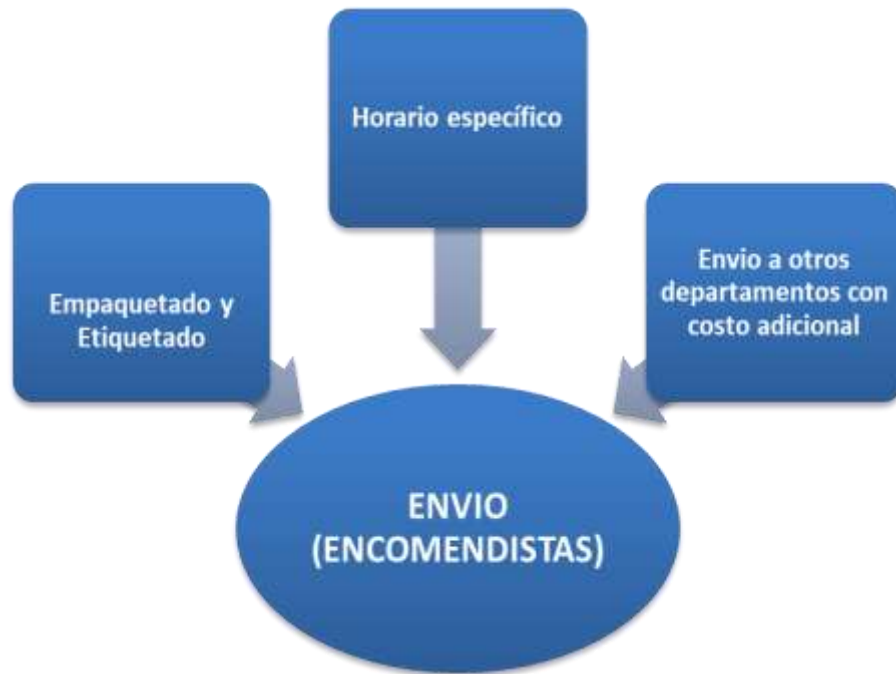 Horario específico
Empaquetado y
Etiquetado
Envio a otros
departamentos con
costo adicional
ENVIO
(ENCOMENDISTAS)